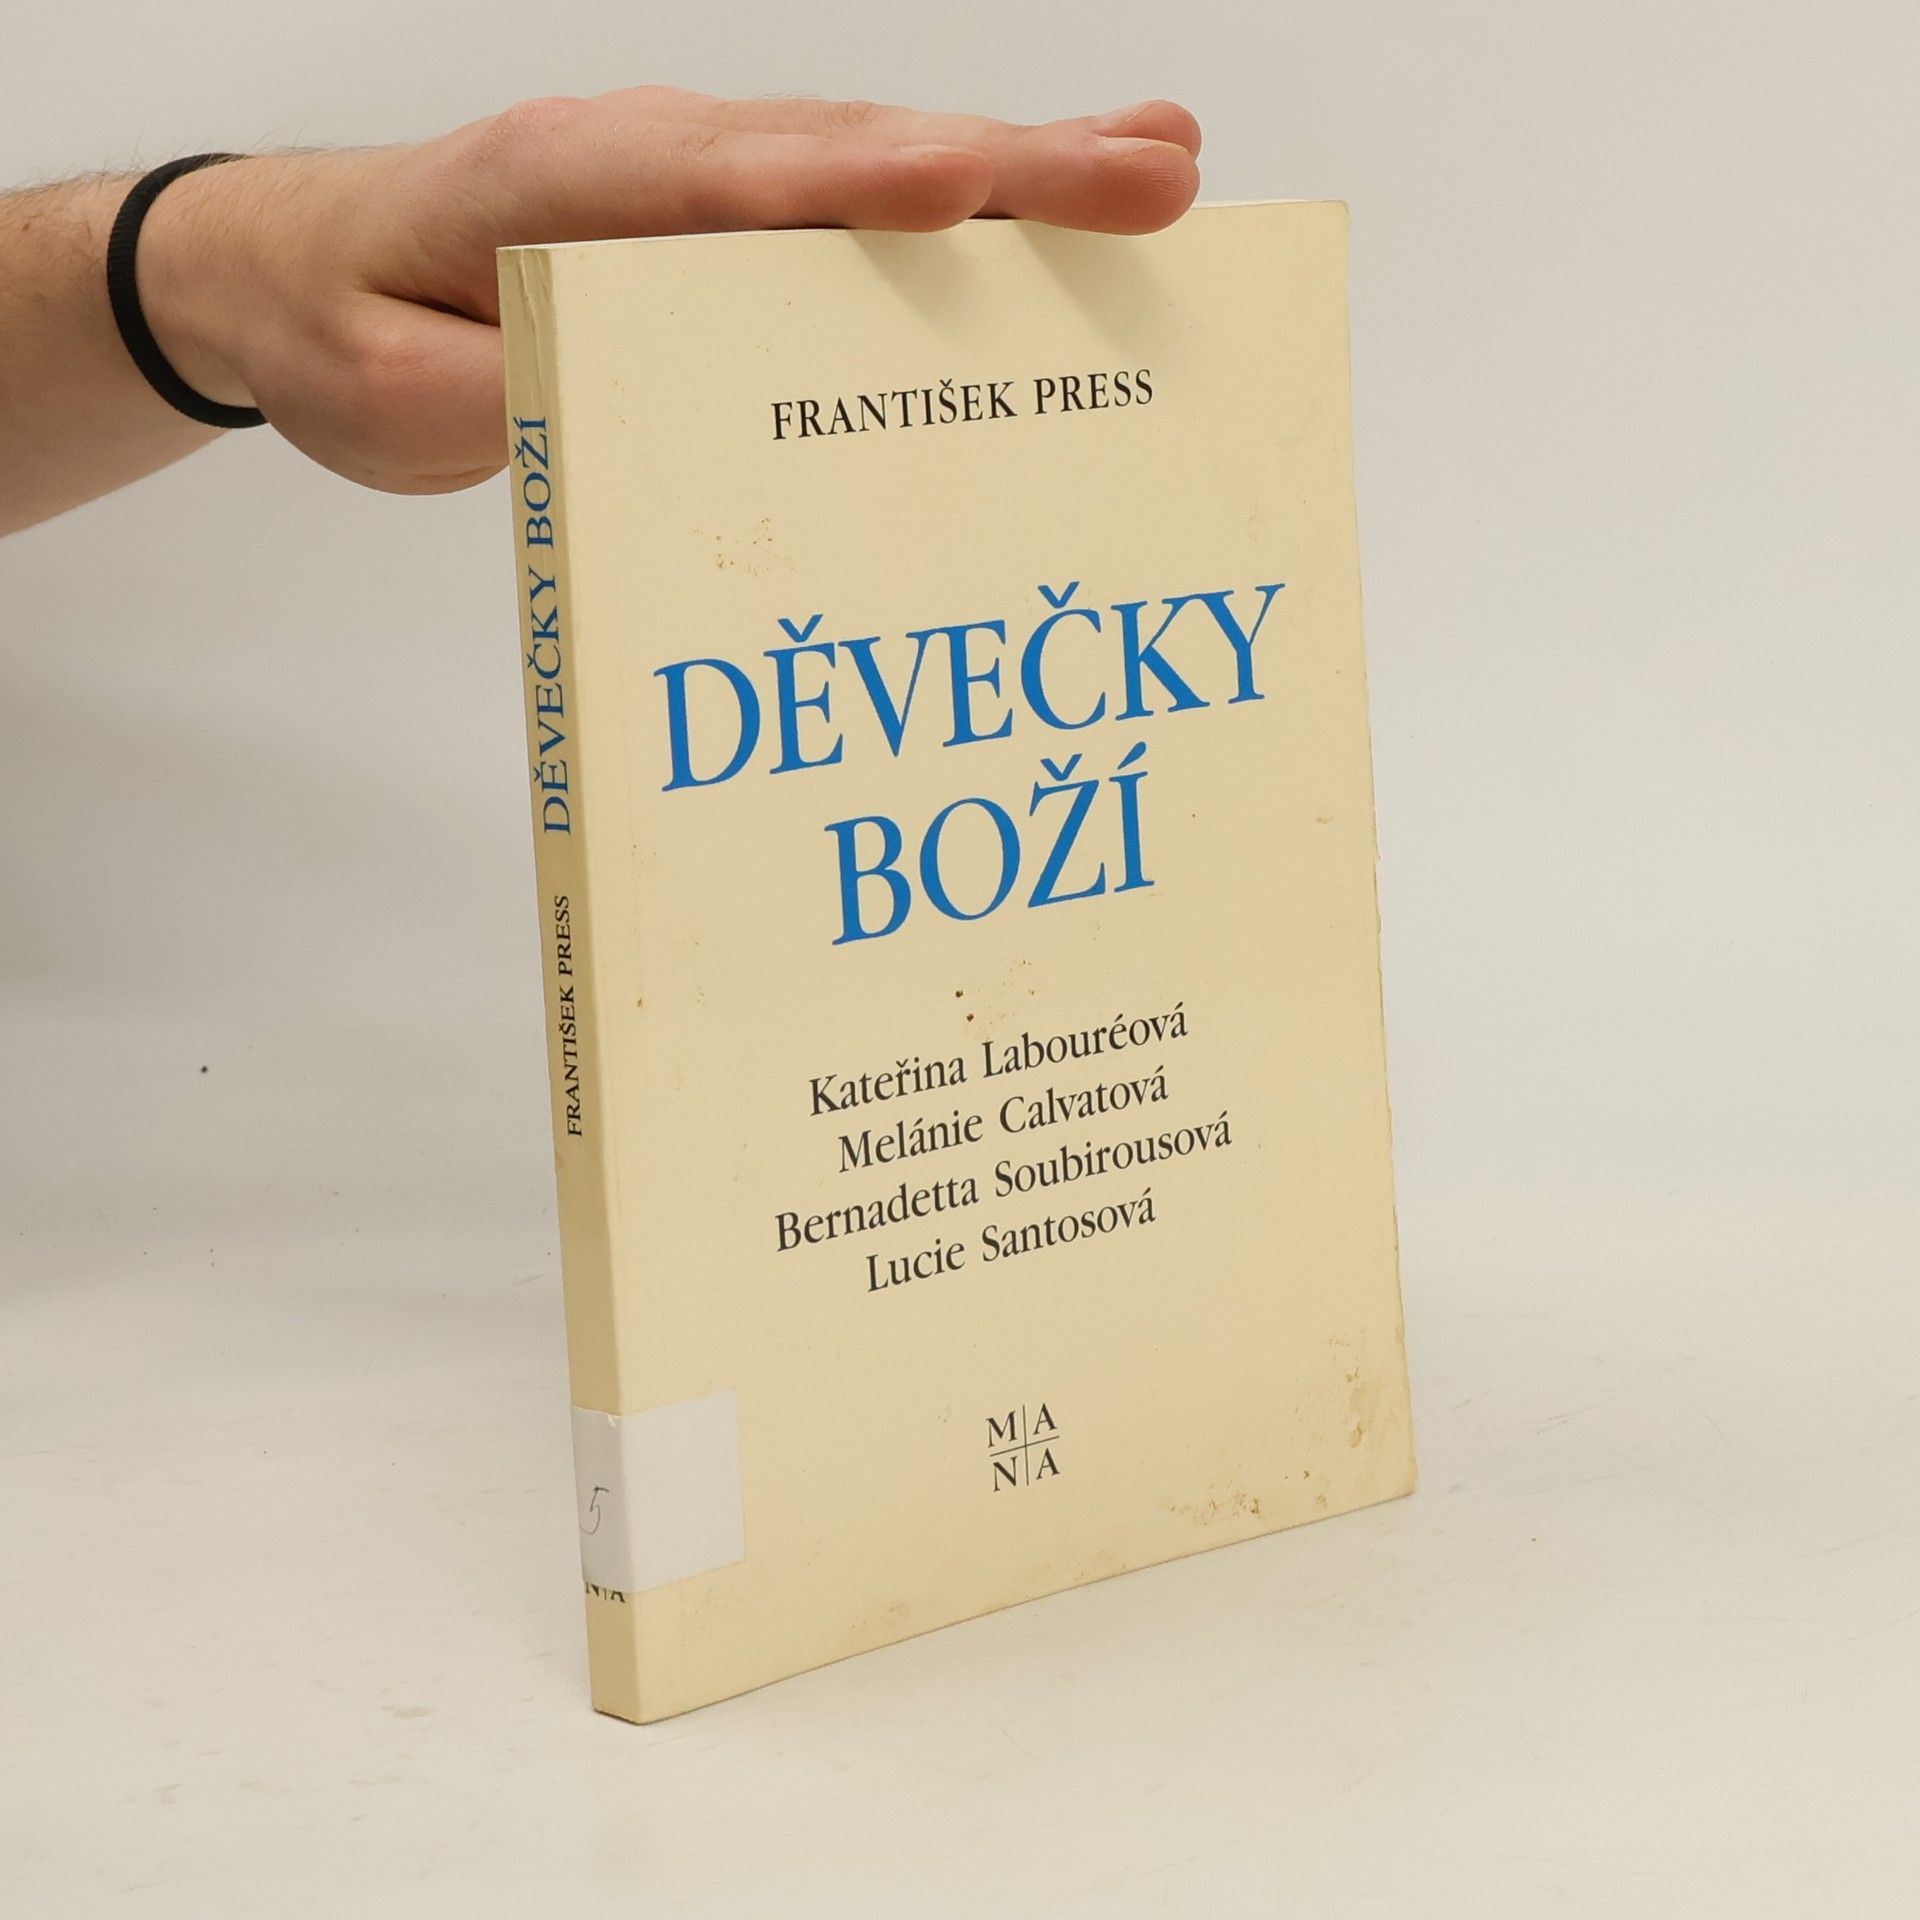 FRANTIŠEK PRESS
DĚVEČKY
BOŽÍ
Kateřina Labouréová
Melánie Calvatová
Bernadetta Soubirousová
Lucie Santosová
M A
N A
FRANTIŠEK PRESS DĚVEČKY BOŽÍ
5
N A